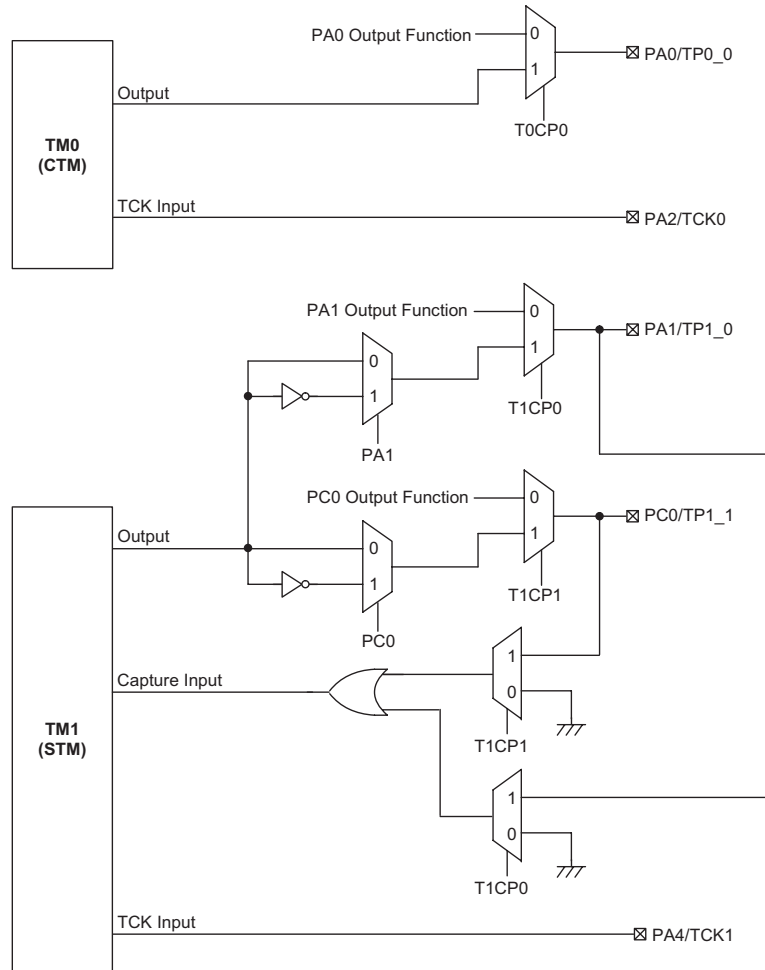 PA0 Output Function
0
1
PA0/TP0_0
T0CP0
Output
TM0
(CTM)
TCK Input
PA2/TCK0
PA1 Output Function
0
1
PA1/TP1_0
T1CP0
0
1
PA1
PC0 Output Function
0
1
PC0/TP1_1
T1CP1
Output
0
1
PC0
Capture Input
1
0
T1CP1
TM1
(STM)
1
0
T1CP0
TCK Input
PA4/TCK1